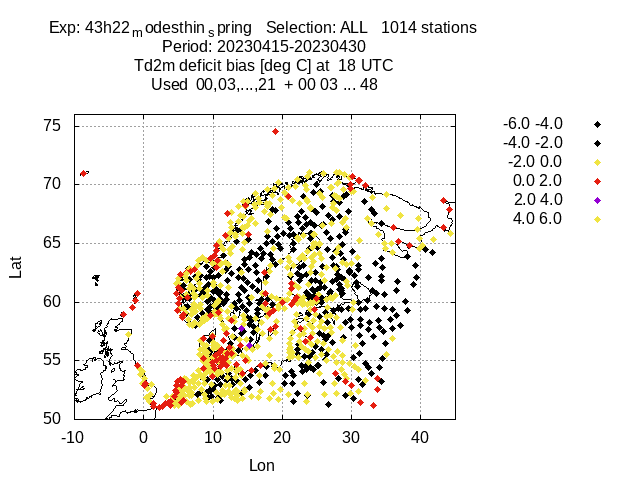 Exp: 43h22modesthinspring   Selection: ALL   1014 stations
Period: 20230415-20230430
Td2m deficit bias [deg C] at  18 UTC
Used  00,03,...,21  + 00 03 ... 48
-6.0 -4.0
-4.0 -2.0
-2.0 0.0
0.0 2.0
2.0 4.0
4.0 6.0
75
70
65
60
55
50
Lat
-10 0 10 20 30 40
Lon